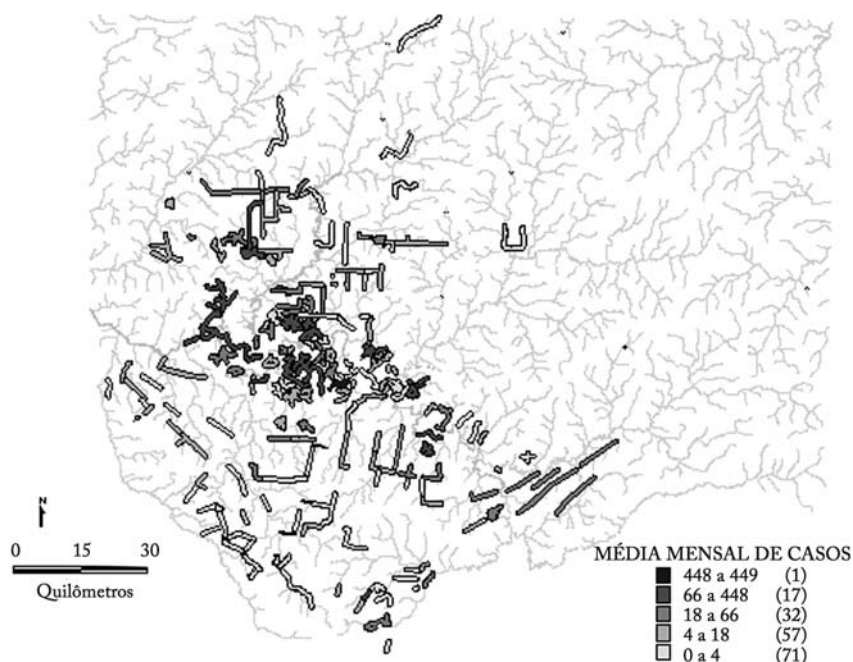 N
0 15 30
Quilômetros
MÉDIA MENSAL DE CASOS
448 a 449 (1)
66 a 448 (17)
18 a 66 (32)
4 a 18 (57)
0 a 4 (71)